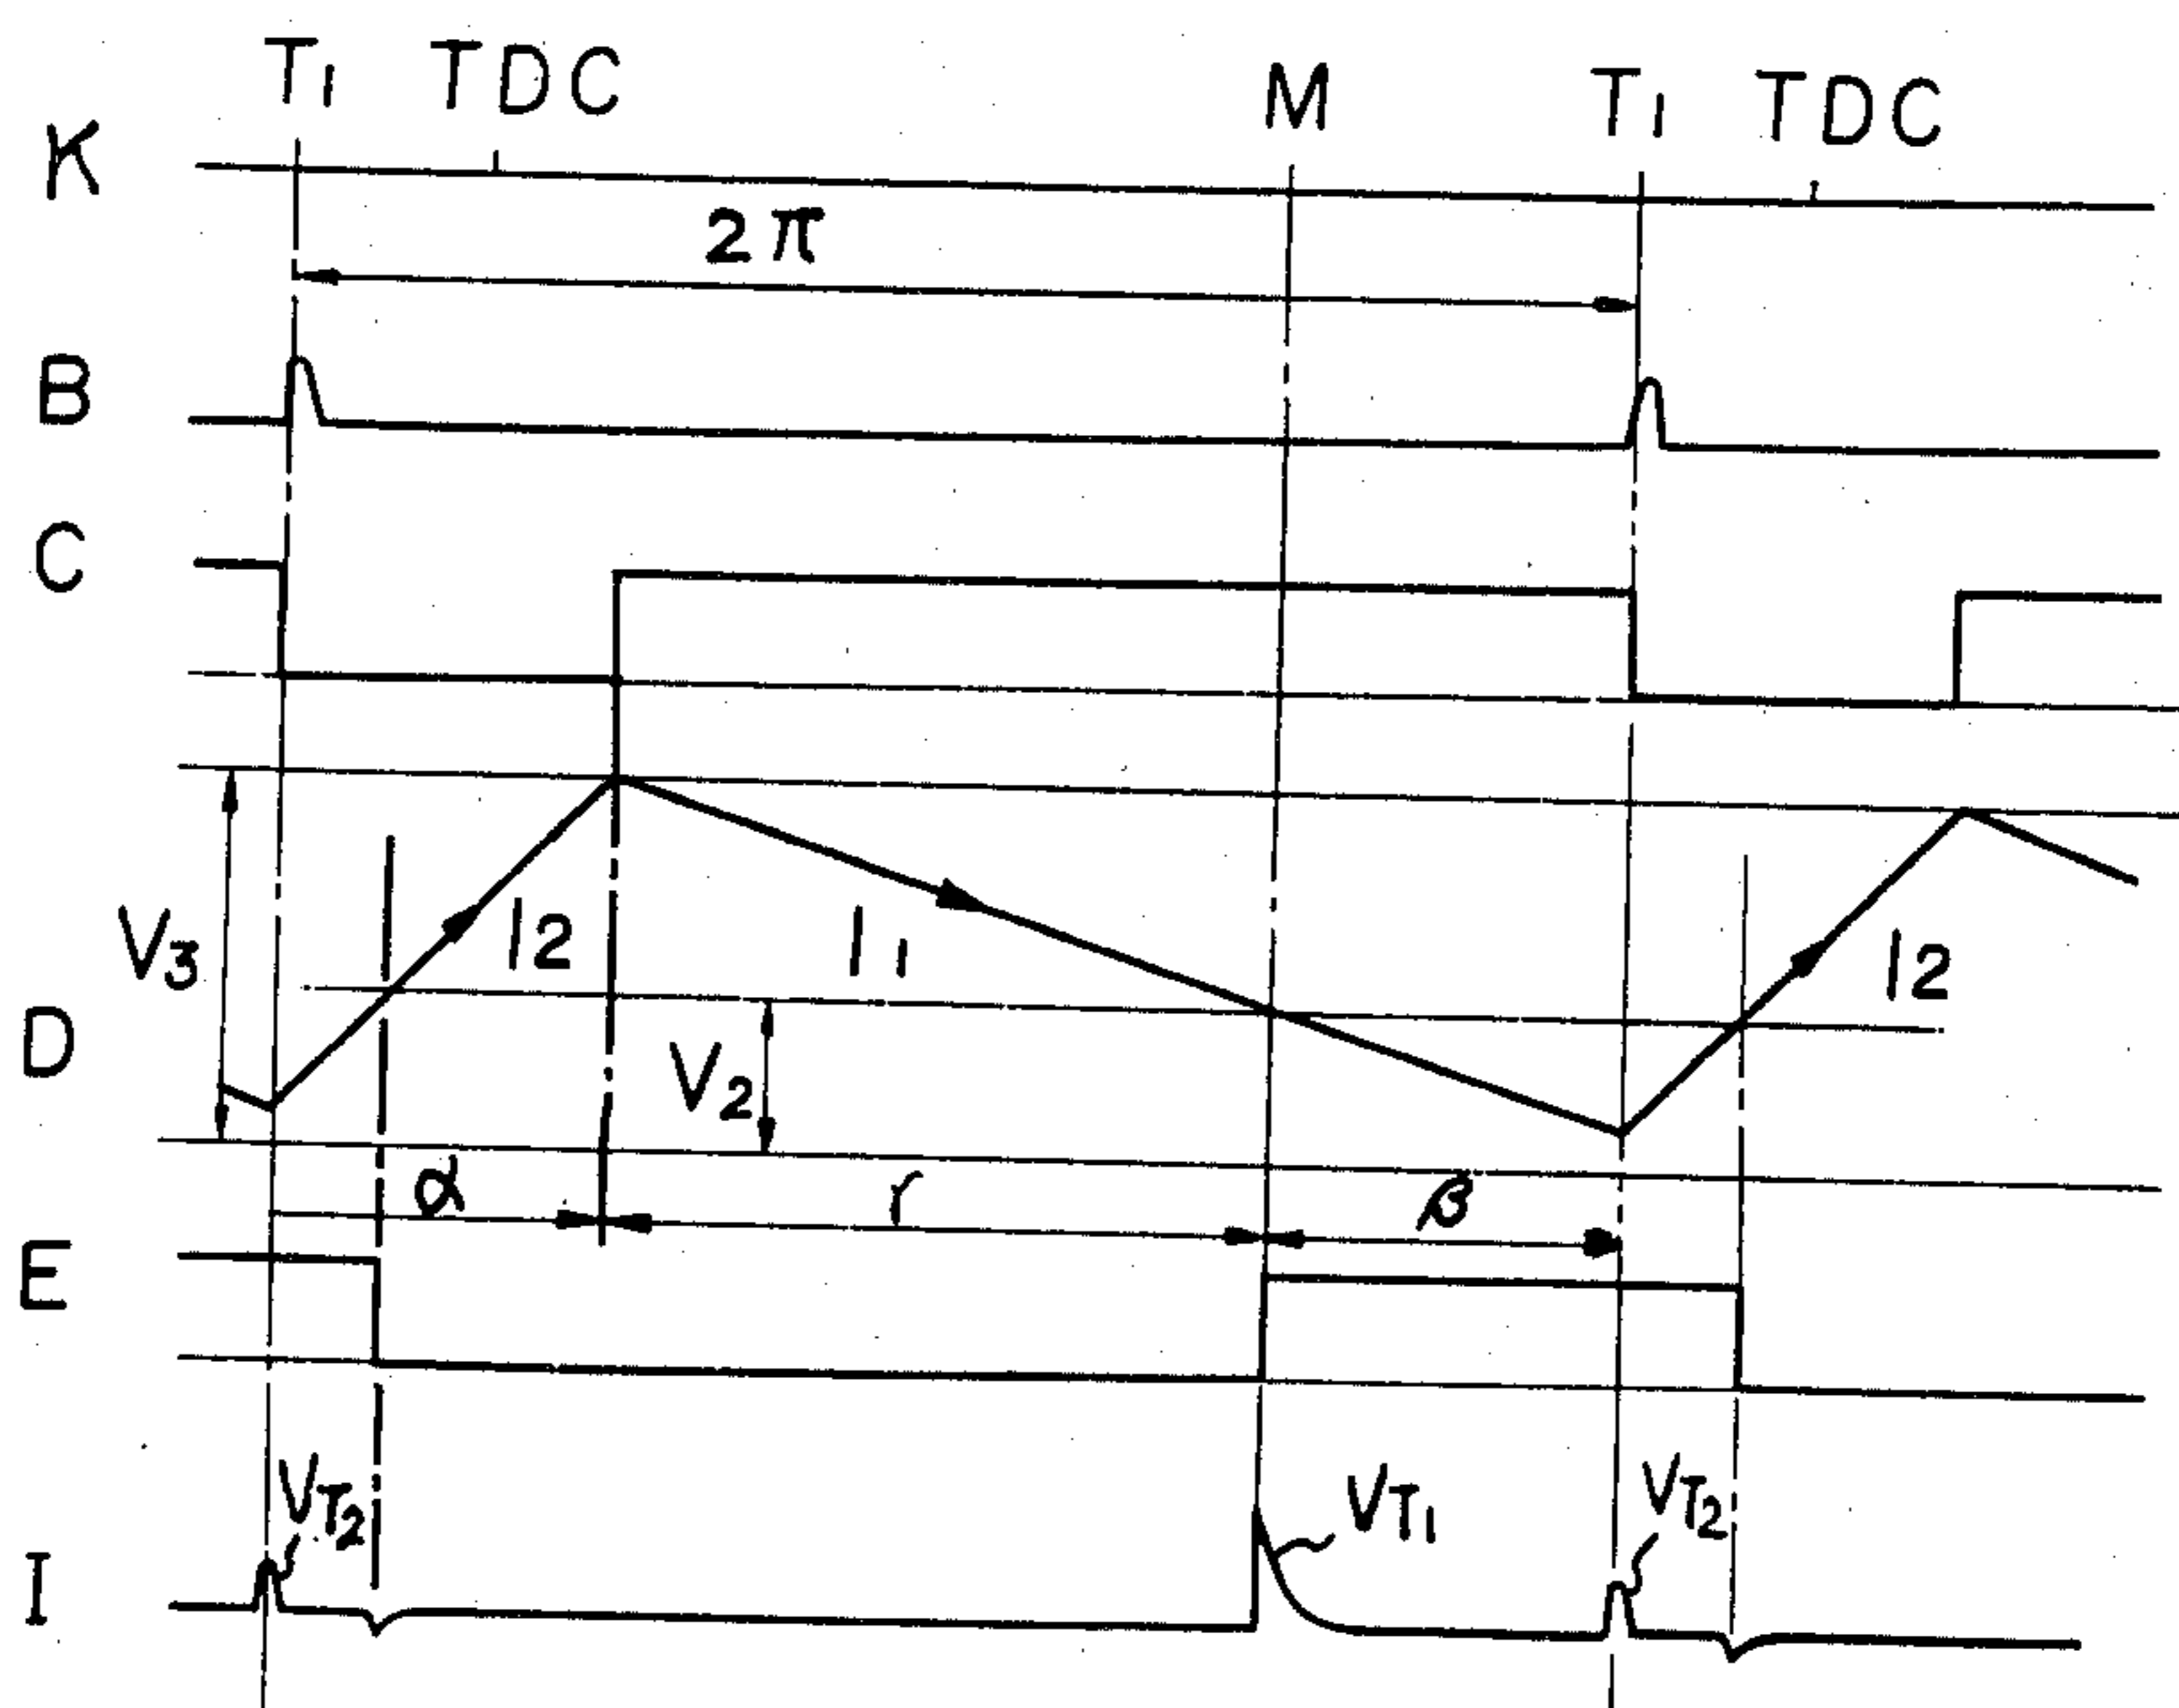 T1 TDC M T1 TDC
K
2π
B
C
V3 I2 I1 I2
D V2
α r β
E
VT2 VT1 VT2
I